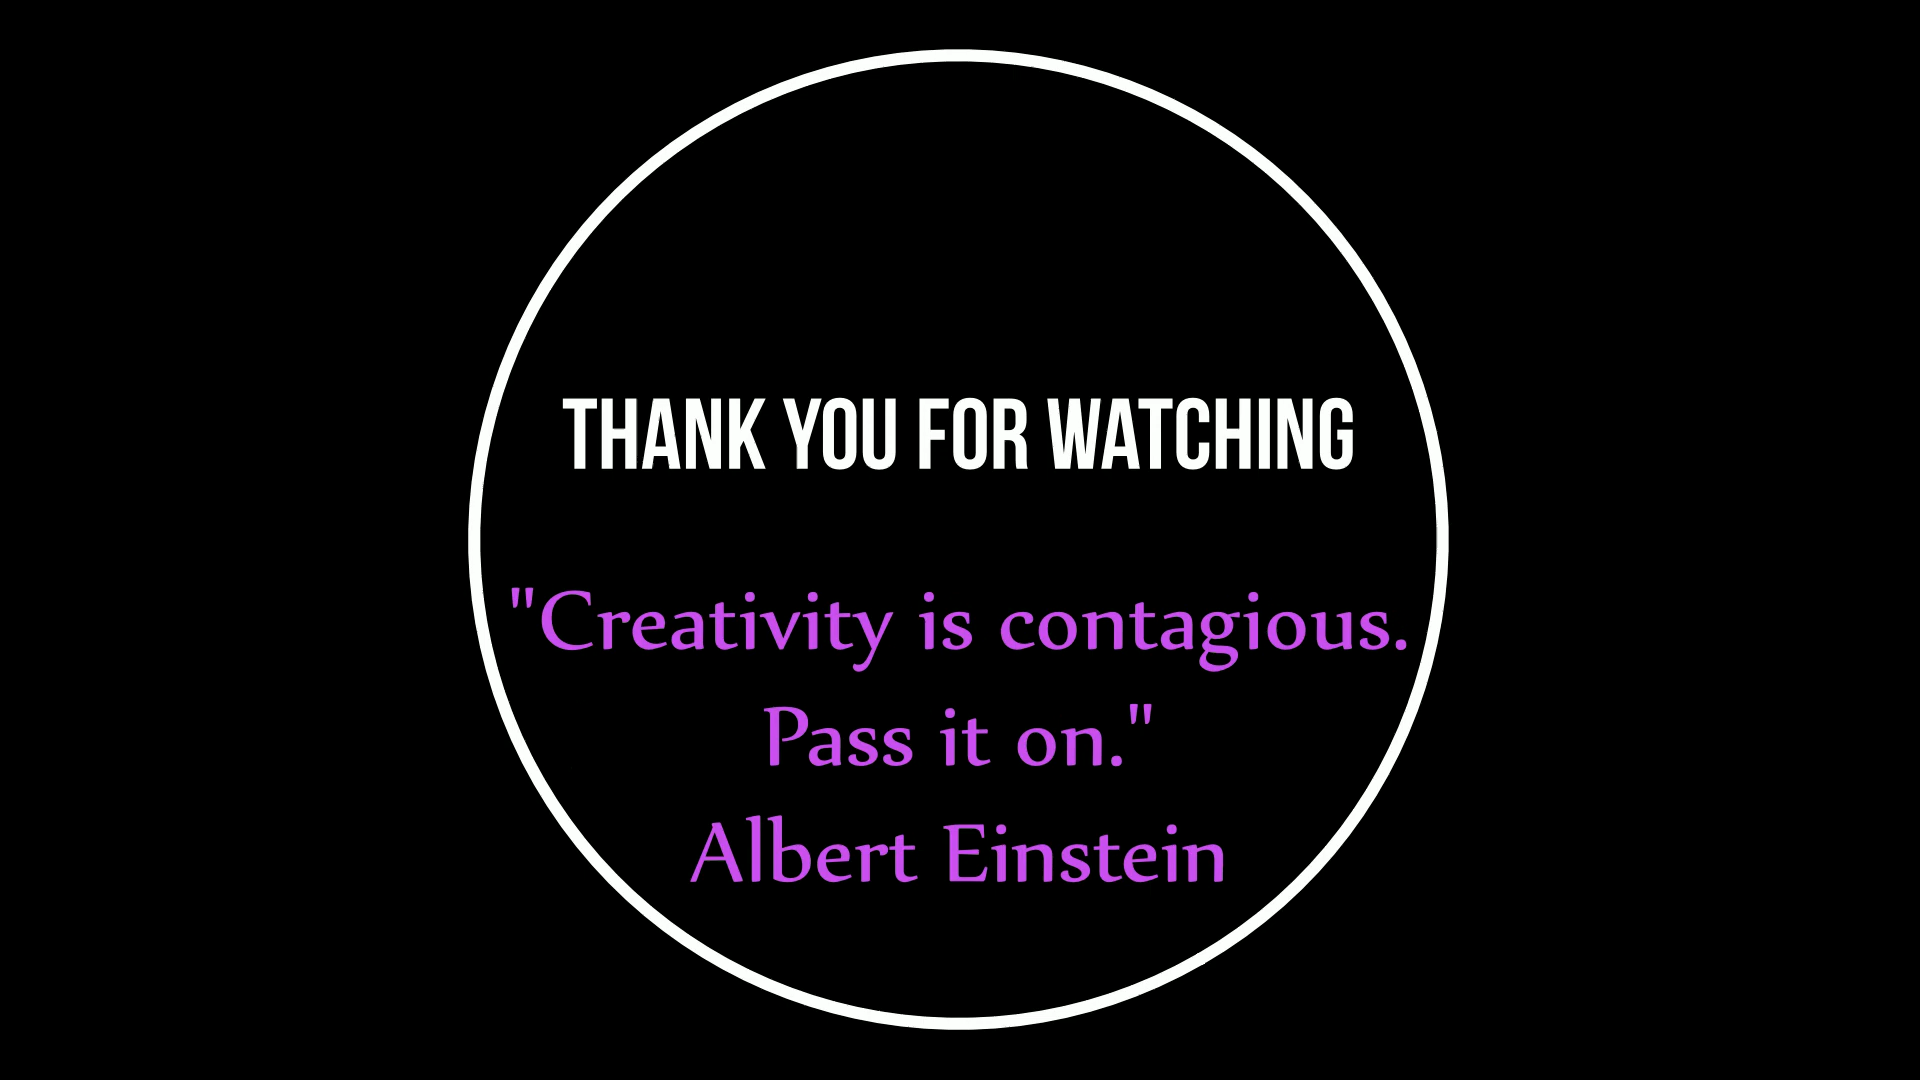 THANK YOU FOR WATCHING
"Creativity is contagious.
Pass it on."
Albert Einstein